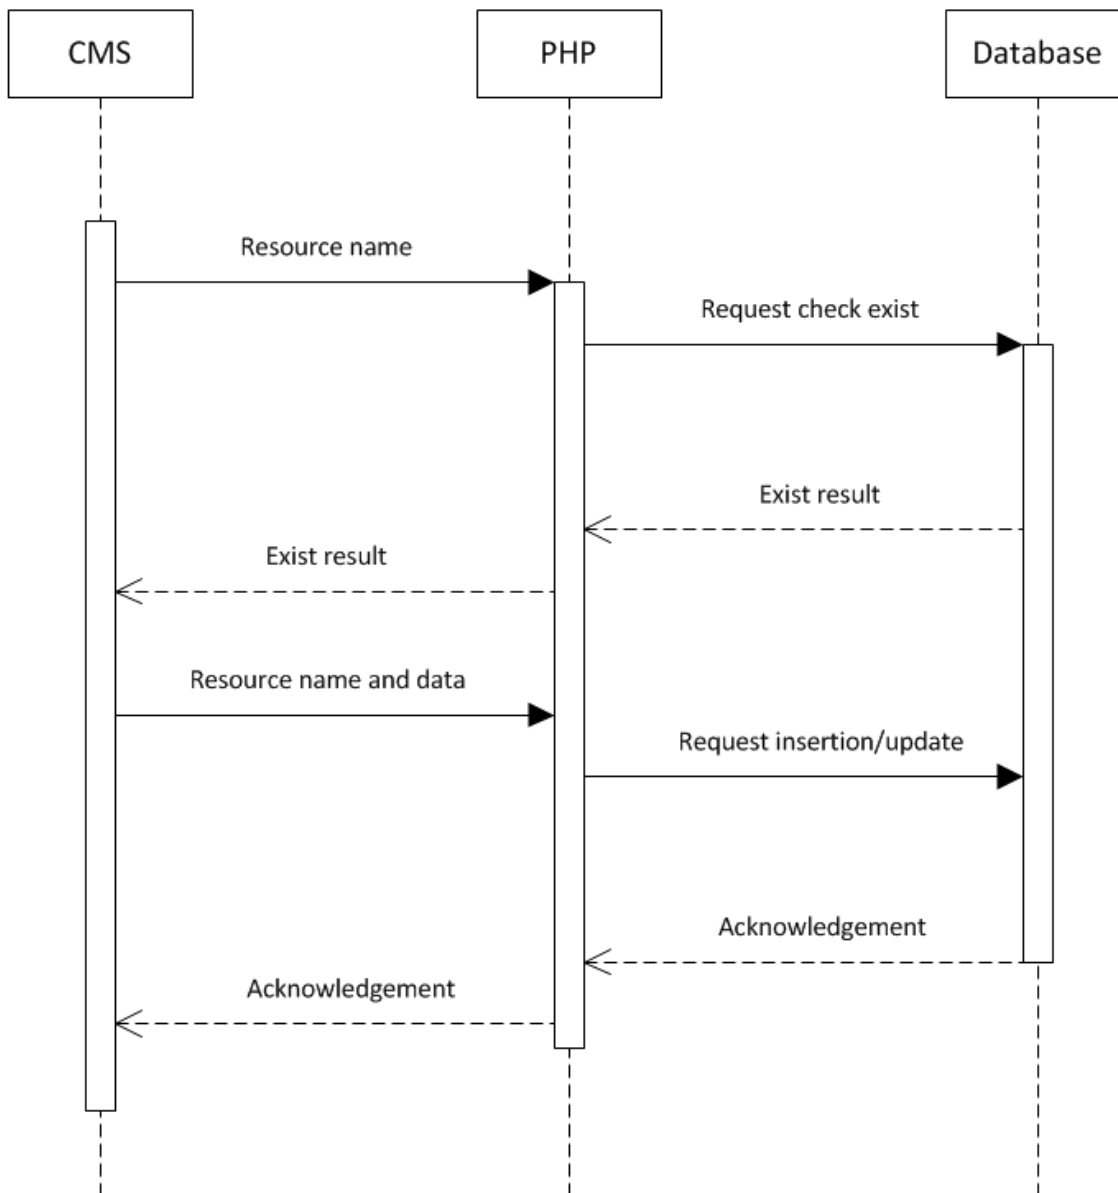 CMS
PHP
Database
Resource name
Request check exist
Exist result
Exist result
Resource name and data
Request insertion/update
Acknowledgement
Acknowledgement